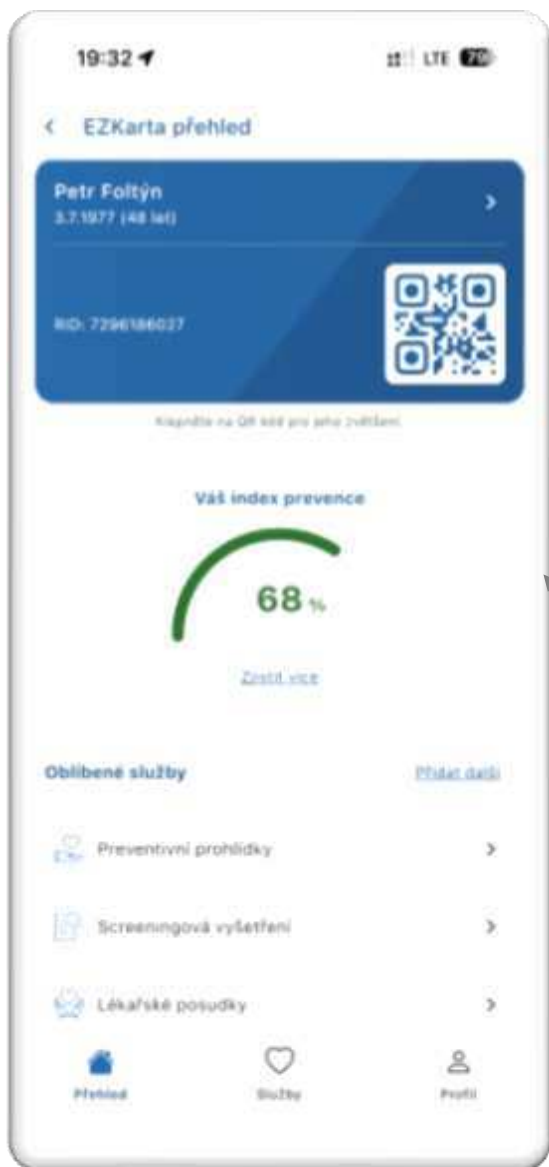 19:32
LTE 79
EZKarta přehled
Petr Foltýn
3.7.1977 (48 let)
RID: 7296186027
Klepněte na QR kód pro jeho zvětšení.
Váš index prevence
68 %
Zjistit více
Oblíbené služby
Přidat další
Preventivní prohlídky
Screeningová vyšetření
Lékařské posudky
Přehled
Služby
Profil